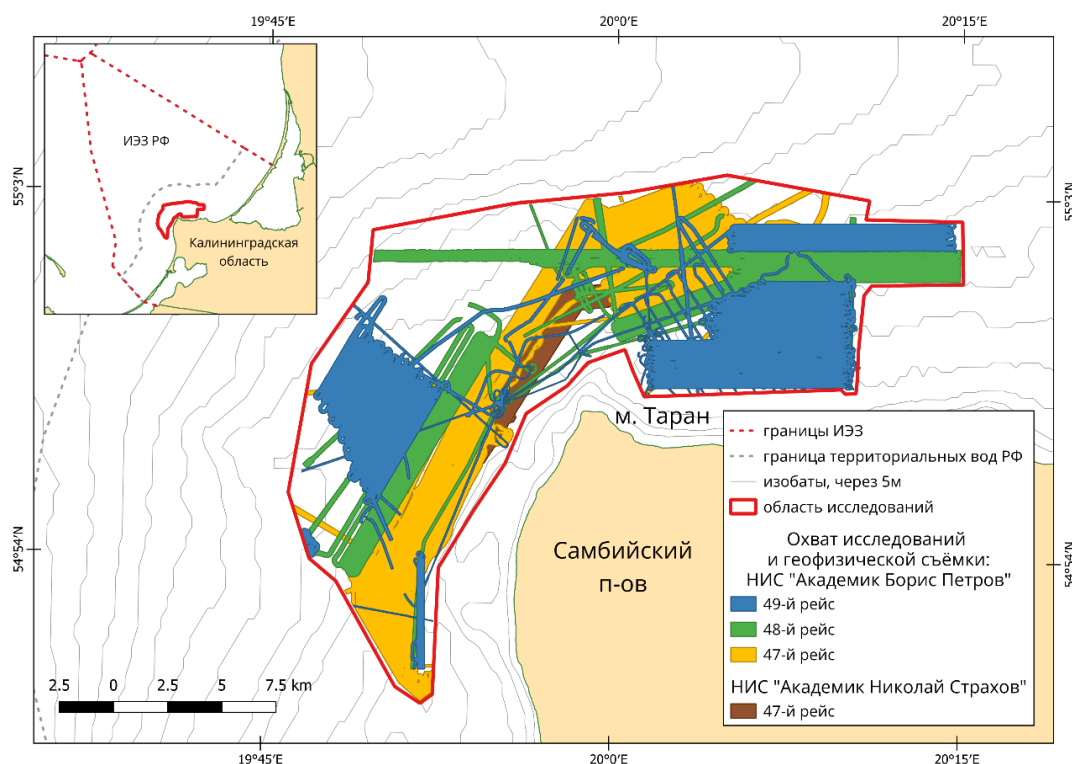 19°45′E
20°0′E
20°15′E
ИЭЗ РФ
Калининградская
область
55°3′N
55°3′N
м. Таран
границы ИЭЗ
граница территориальных вод РФ
изобаты, через 5м
область исследований
Охват исследований
и геофизической съёмки:
НИС "Академик Борис Петров"
49-й рейс
48-й рейс
47-й рейс
НИС "Академик Николай Страхов"
47-й рейс
Самбийский
п-ов
54°54′N
54°54′N
2.5
0
2.5
5
7.5 km
19°45′E
20°0′E
20°15′E